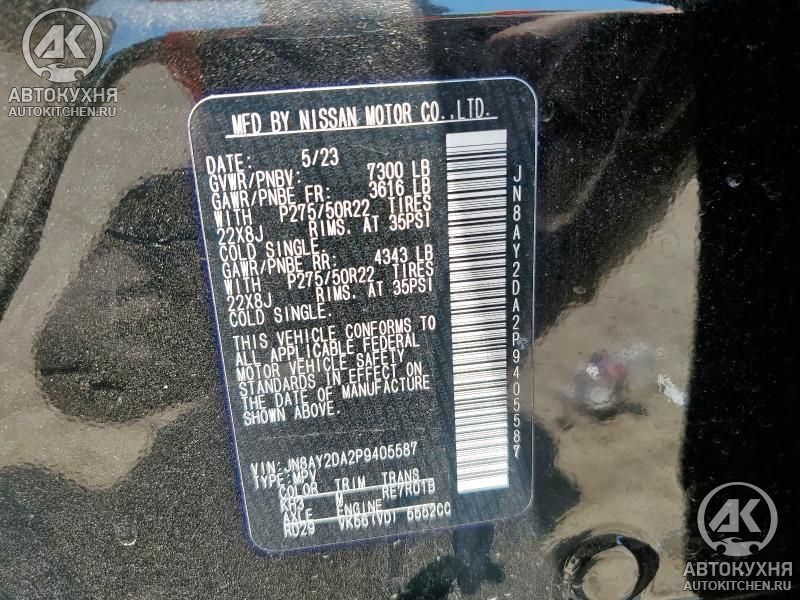 АК
АВТОКУХНЯ
AUTOKITCHEN.RU
MFD BY NISSAN MOTOR CO.,LTD.
DATE: 5/23
GVWR/PNBV: 7300 LB
GAWR/PNBE FR: 3616 LB
WITH P275/50R22 TIRES
22X8J RIMS. AT 35PSI
COLD SINGLE.
GAWR/PNBE RR: 4343 LB
WITH P275/50R22 TIRES
22X8J RIMS. AT 35PSI
COLD SINGLE.
THIS VEHICLE CONFORMS TO
ALL APPLICABLE FEDERAL
MOTOR VEHICLE SAFETY
STANDARDS IN EFFECT ON
THE DATE OF MANUFACTURE
SHOWN ABOVE.
VIN: JN8AY2DA2P9405587
TYPE: MPV
COLOR TRIM TRANS
KH3 M RE7R01B
AXLE ENGINE
RD29 VK56(VD) 5552CC
JN8AY2DA2P9405587
АК
АВТОКУХНЯ
AUTOKITCHEN.RU